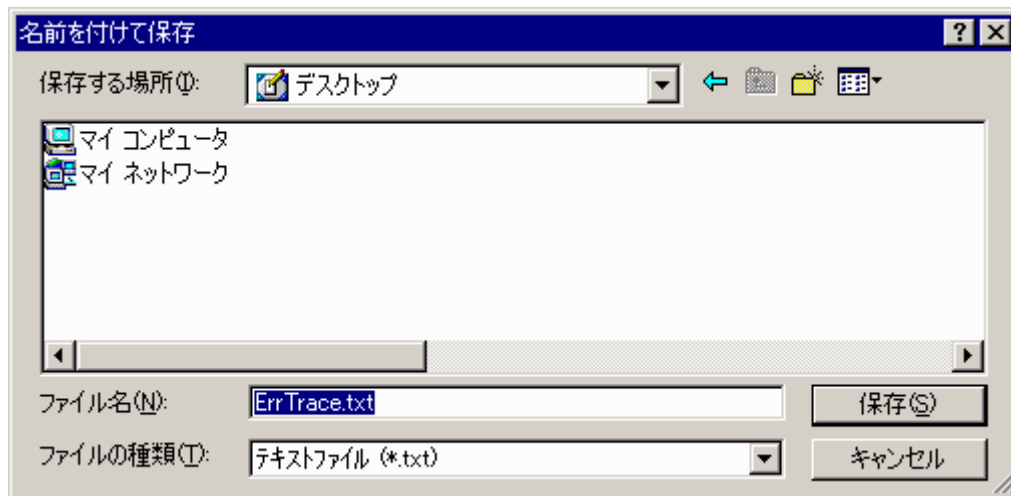 名前を付けて保存
保存する場所(I): デスクトップ
マイ コンピュータ
マイ ネットワーク
ファイル名(N): ErrTrace.txt 保存(S)
ファイルの種類(T): テキストファイル (*.txt) キャンセル